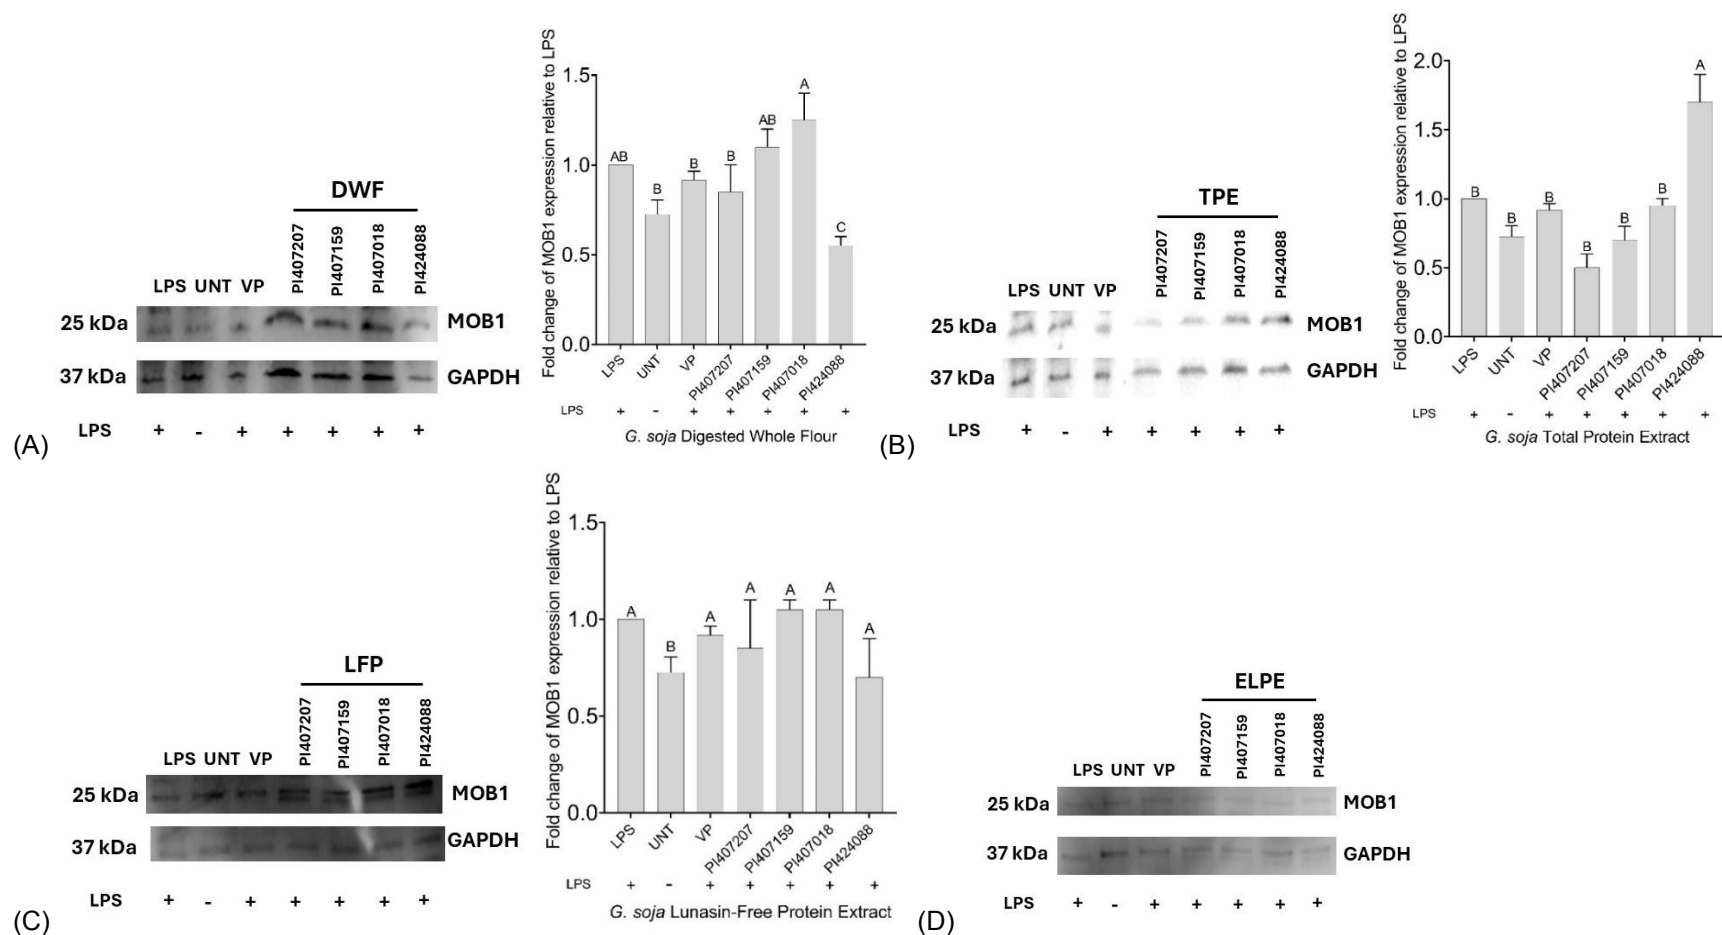 DWF
PI407207
PI407159
PI407018
PI424088
LPS UNT VP
25 kDa
MOB1
37 kDa
GAPDH
LPS + - + + + + +
(A)
Fold change of MOB1 expression relative to LPS
1.5
1.0
0.5
0.0
AB
B
B
B
AB
A
C
LPS
UNT
VP
PI407207
PI407159
PI407018
PI424088
LPS + - + + + + +
G. soja Digested Whole Flour
TPE
PI407207
PI407159
PI407018
PI424088
LPS UNT VP
25 kDa
MOB1
37 kDa
GAPDH
LPS + - + + + + +
(B)
Fold change of MOB1 expression relative to LPS
2.0
1.5
1.0
0.5
0.0
B
B
B
B
B
B
A
LPS
UNT
VP
PI407207
PI407159
PI407018
PI424088
LPS + - + + + + +
G. soja Total Protein Extract
LFP
PI407207
PI407159
PI407018
PI424088
LPS UNT VP
25 kDa
MOB1
37 kDa
GAPDH
LPS + - + + + + +
(C)
Fold change of MOB1 expression relative to LPS
1.5
1.0
0.5
0.0
A
B
A
A
A
A
A
LPS
UNT
VP
PI407207
PI407159
PI407018
PI424088
LPS + - + + + + +
G. soja Lunasin-Free Protein Extract
ELPE
PI407207
PI407159
PI407018
PI424088
LPS UNT VP
25 kDa
MOB1
37 kDa
GAPDH
LPS + - + + + + +
(D)